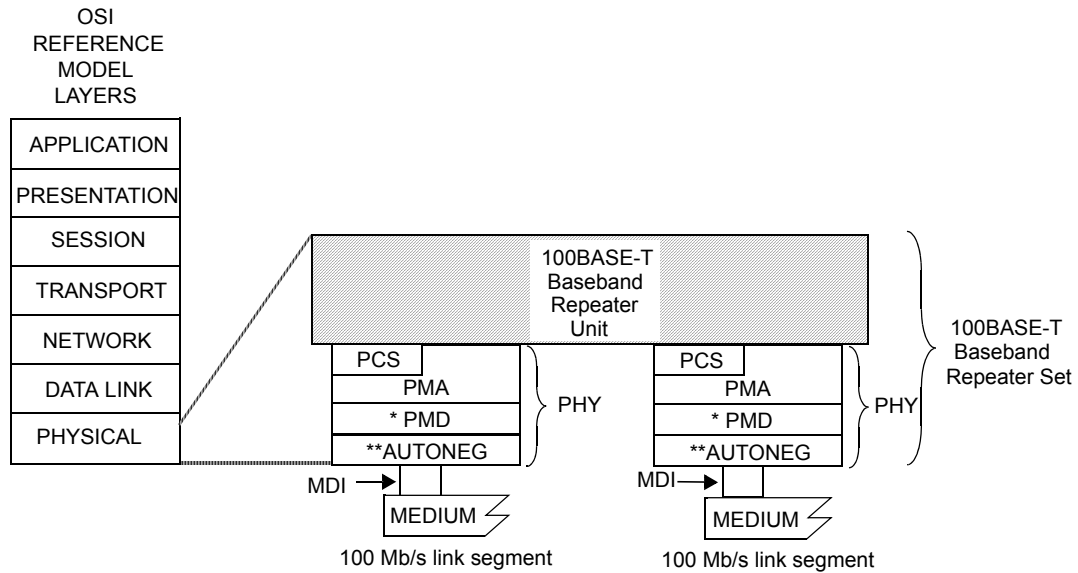 OSI
REFERENCE
MODEL
LAYERS
APPLICATION
PRESENTATION
SESSION
TRANSPORT
NETWORK
DATA LINK
PHYSICAL
100BASE-T
Baseband
Repeater
Unit
PCS
PMA
* PMD
**AUTONEG
PHY
MDI
MEDIUM
100 Mb/s link segment
PCS
PMA
* PMD
**AUTONEG
PHY
MDI
MEDIUM
100 Mb/s link segment
100BASE-T
Baseband
Repeater Set